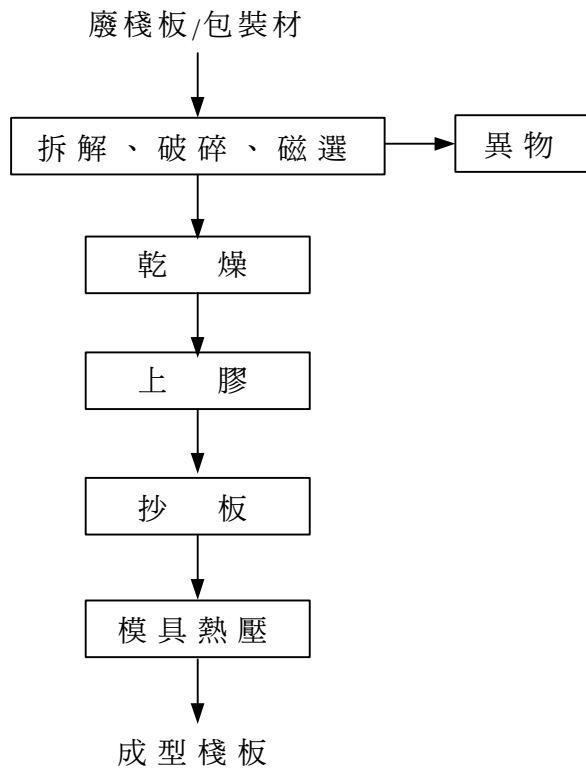 廢棧板/包裝材
拆解、破碎、磁選
異物
乾燥
上膠
抄板
模具熱壓
成型棧板